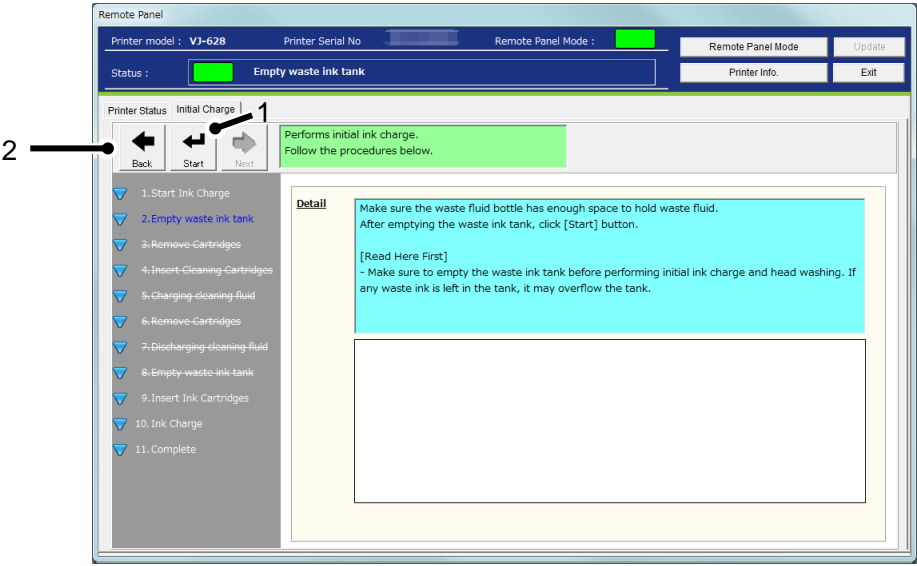 Remote Panel
Printer model : VJ-628 Printer Serial No Remote Panel Mode :
Remote Panel Mode Update
Status : Empty waste ink tank
Printer Info. Exit
Printer Status Initial Charge
1
2
Back Start Next
Performs initial ink charge.
Follow the procedures below.
1.Start Ink Charge
2.Empty waste ink tank
3.Remove Cartridges
4.Insert Cleaning Cartridges
5.Charging cleaning fluid
6.Remove Cartridges
7.Discharging cleaning fluid
8.Empty waste ink tank
9.Insert Ink Cartridges
10.Ink Charge
11.Complete
Detail
Make sure the waste fluid bottle has enough space to hold waste fluid.
After emptying the waste ink tank, click [Start] button.
[Read Here First]
- Make sure to empty the waste ink tank before performing initial ink charge and head washing. If
any waste ink is left in the tank, it may overflow the tank.